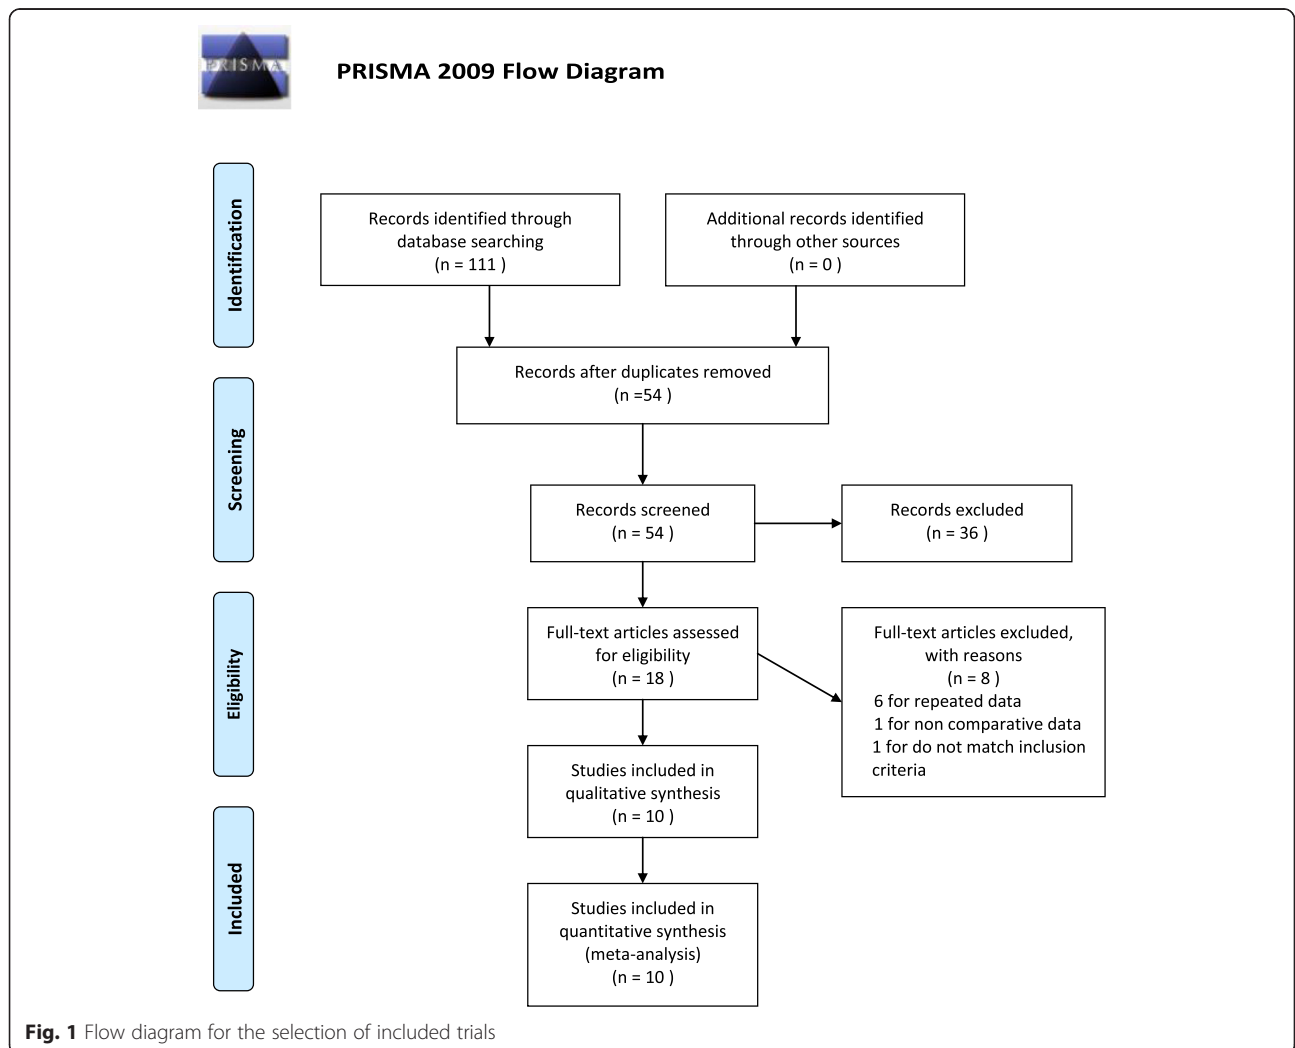 PRISMA
PRISMA 2009 Flow Diagram
Identification
Records identified through
database searching
(n = 111 )
Additional records identified
through other sources
(n = 0 )
Records after duplicates removed
(n =54 )
Screening
Records screened
(n = 54 )
Records excluded
(n = 36 )
Eligibility
Full-text articles assessed
for eligibility
(n = 18 )
Full-text articles excluded,
with reasons
(n = 8 )
6 for repeated data
1 for non comparative data
1 for do not match inclusion
criteria
Studies included in
qualitative synthesis
(n = 10 )
Included
Studies included in
quantitative synthesis
(meta-analysis)
(n = 10 )
Fig. 1 Flow diagram for the selection of included trials